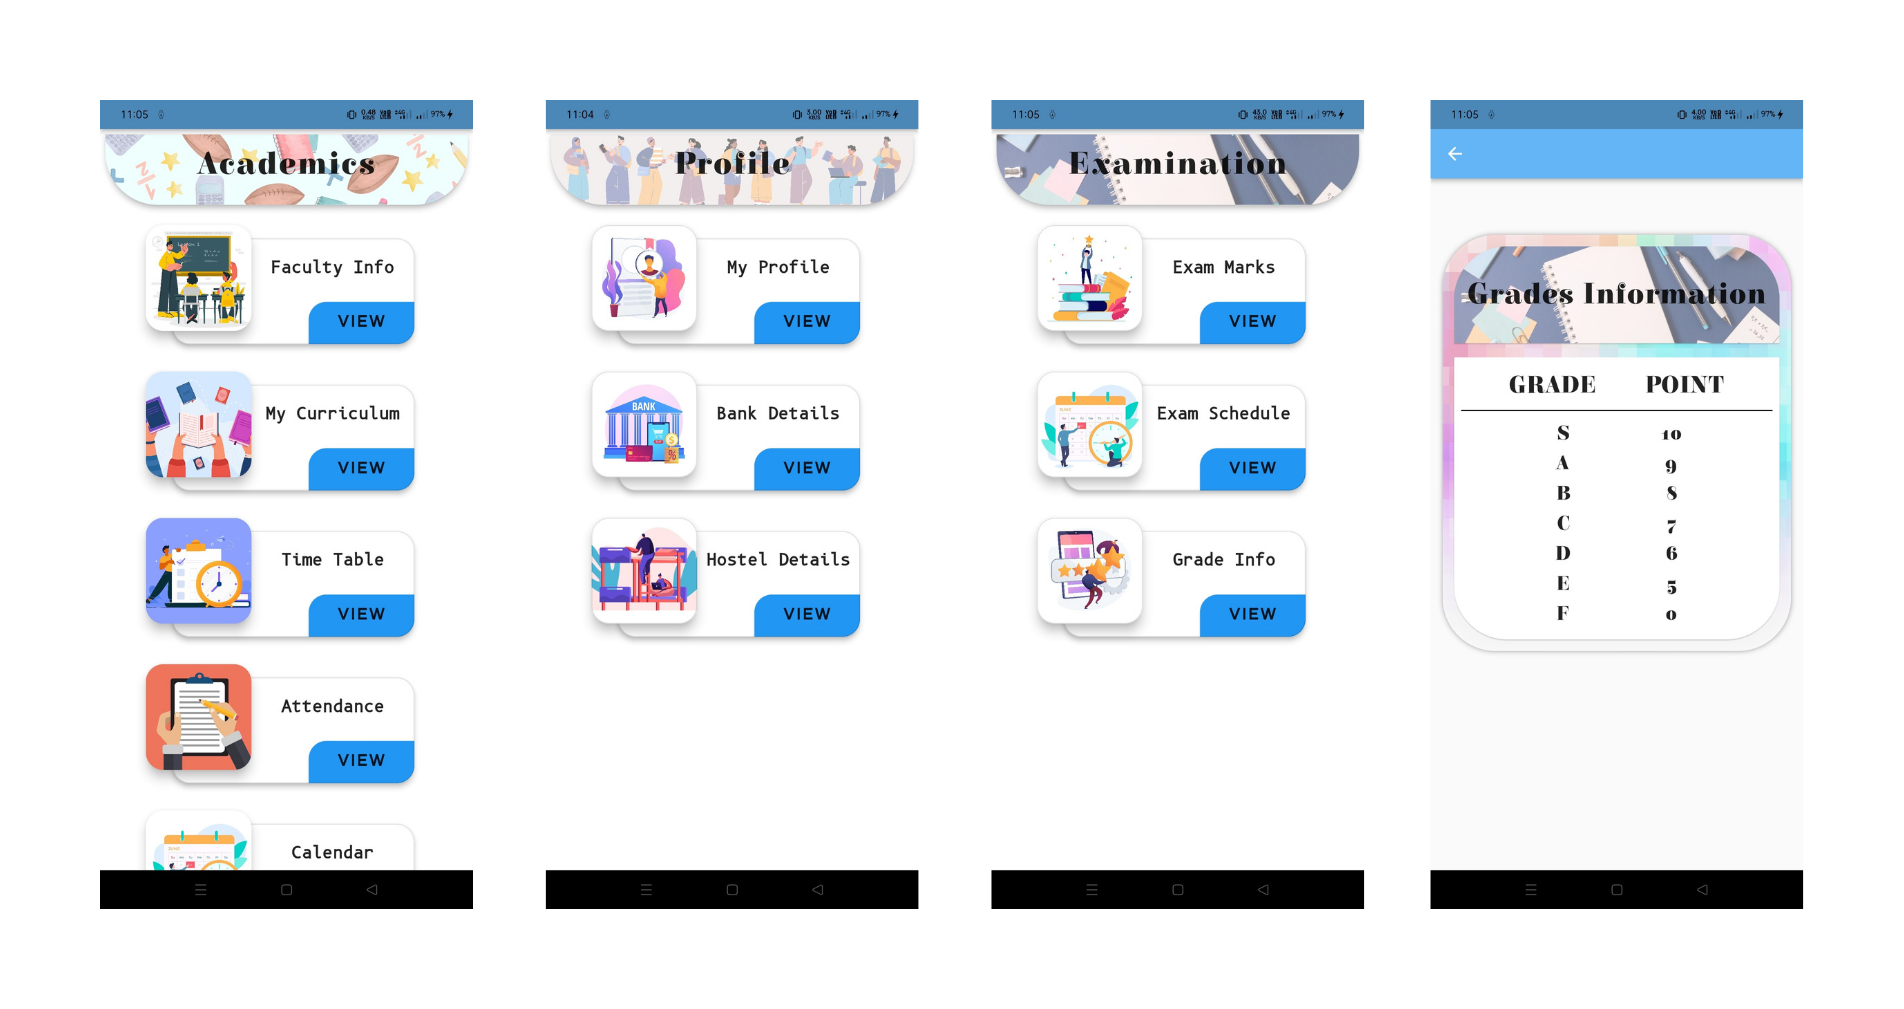 11:05
97%
Academics
Faculty Info
VIEW
My Curriculum
VIEW
Time Table
VIEW
Attendance
VIEW
Calendar
11:04
97%
Profile
My Profile
VIEW
BANK
Bank Details
VIEW
Hostel Details
VIEW
11:05
97%
Examination
Exam Marks
VIEW
Exam Schedule
VIEW
Grade Info
VIEW
11:05
97%
Grades Information
GRADE POINT
S 10
A 9
B 8
C 7
D 6
E 5
F 0